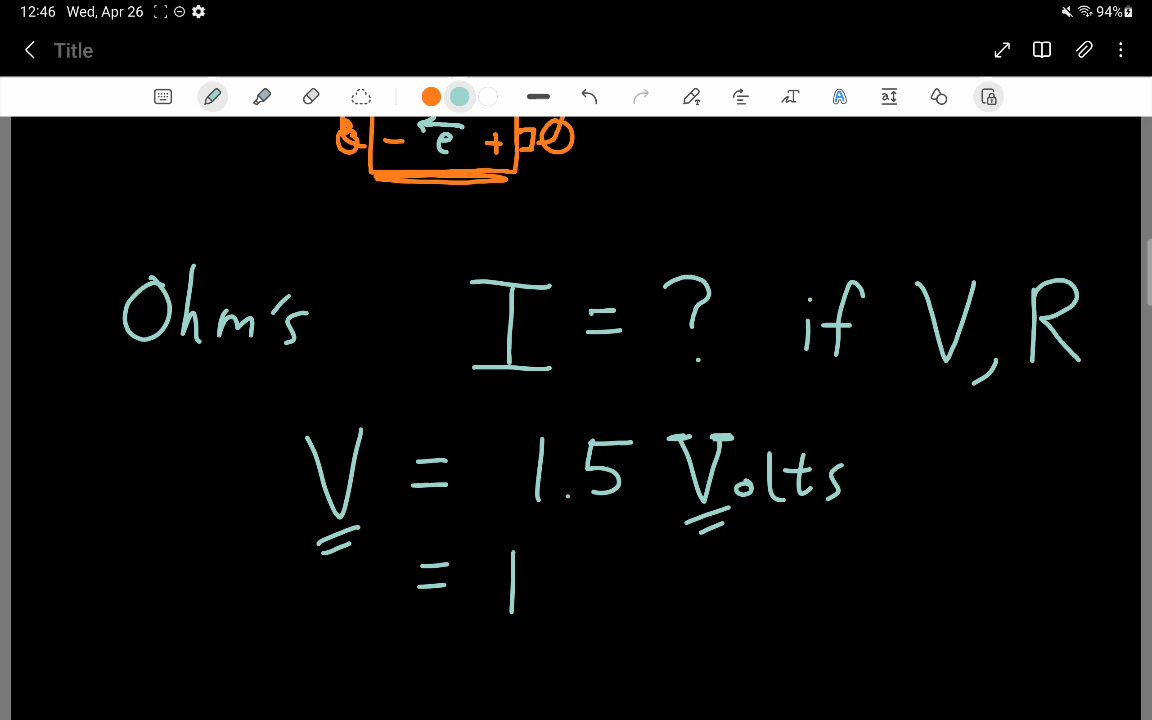 12:46 Wed, Apr 26 94%
Title
- e +
Ohm's I = ? if V, R
V = 1.5 Volts
= 1